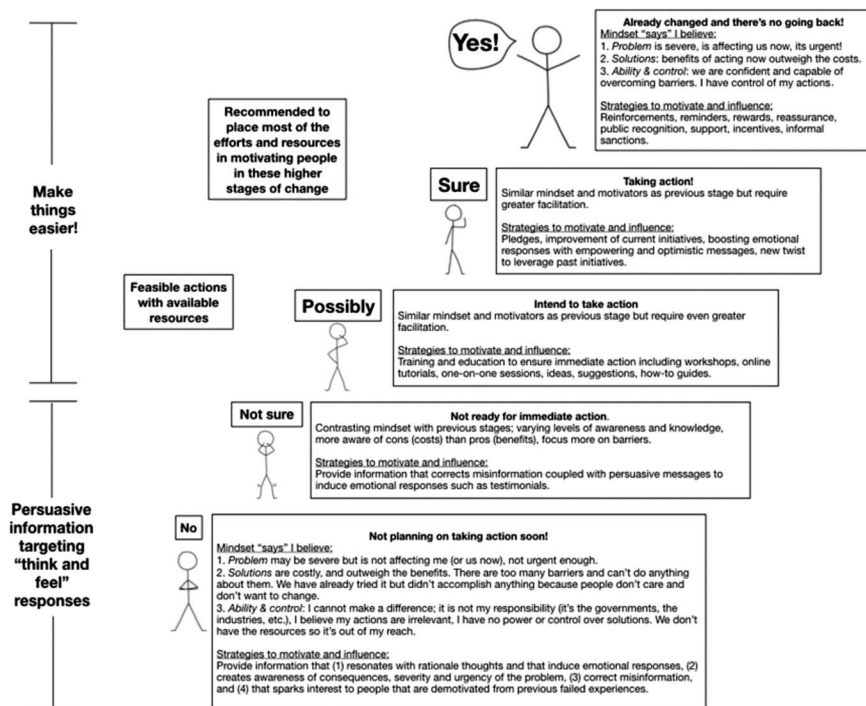 Yes!
Already changed and there's no going back!
Mindset "says" I believe:
1. Problem is severe, is affecting us now, its urgent!
2. Solutions: benefits of acting now outweigh the costs.
3. Ability & control: we are confident and capable of
overcoming barriers. I have control of my actions.
Strategies to motivate and influence:
Reinforcements, reminders, rewards, reassurance,
public recognition, support, incentives, informal
sanctions.
Recommended to
place most of the
efforts and resources
in motivating people
in these higher
stages of change
Make
things
easier!
Sure
Taking action!
Similar mindset and motivators as previous stage but require
greater facilitation.
Strategies to motivate and influence:
Pledges, improvement of current initiatives, boosting emotional
responses with empowering and optimistic messages, new twist
to leverage past initiatives.
Feasible actions
with available
resources
Possibly
Intend to take action
Similar mindset and motivators as previous stage but require even greater
facilitation.
Strategies to motivate and influence:
Training and education to ensure immediate action including workshops, online
tutorials, one-on-one sessions, ideas, suggestions, how-to guides.
Not sure
Not ready for immediate action.
Contrasting mindset with previous stages; varying levels of awareness and knowledge,
more aware of cons (costs) than pros (benefits), focus more on barriers.
Strategies to motivate and influence:
Provide information that corrects misinformation coupled with persuasive messages to
induce emotional responses such as testimonials.
Persuasive
information
targeting
"think and
feel"
responses
No
Not planning on taking action soon!
Mindset "says" I believe:
1. Problem may be severe but is not affecting me (or us now), not urgent enough.
2. Solutions are costly, and outweigh the benefits. There are too many barriers and can't do anything
about them. We have already tried it but didn't accomplish anything because people don't care and
don't want to change.
3. Ability & control: I cannot make a difference; it is not my responsibility (it's the governments, the
industries, etc.), I believe my actions are irrelevant, I have no power or control over solutions. We don't
have the resources so it's out of my reach.
Strategies to motivate and influence:
Provide information that (1) resonates with rationale thoughts and that induce emotional responses, (2)
creates awareness of consequences, severity and urgency of the problem, (3) correct misinformation,
and (4) that sparks interest to people that are demotivated from previous failed experiences.